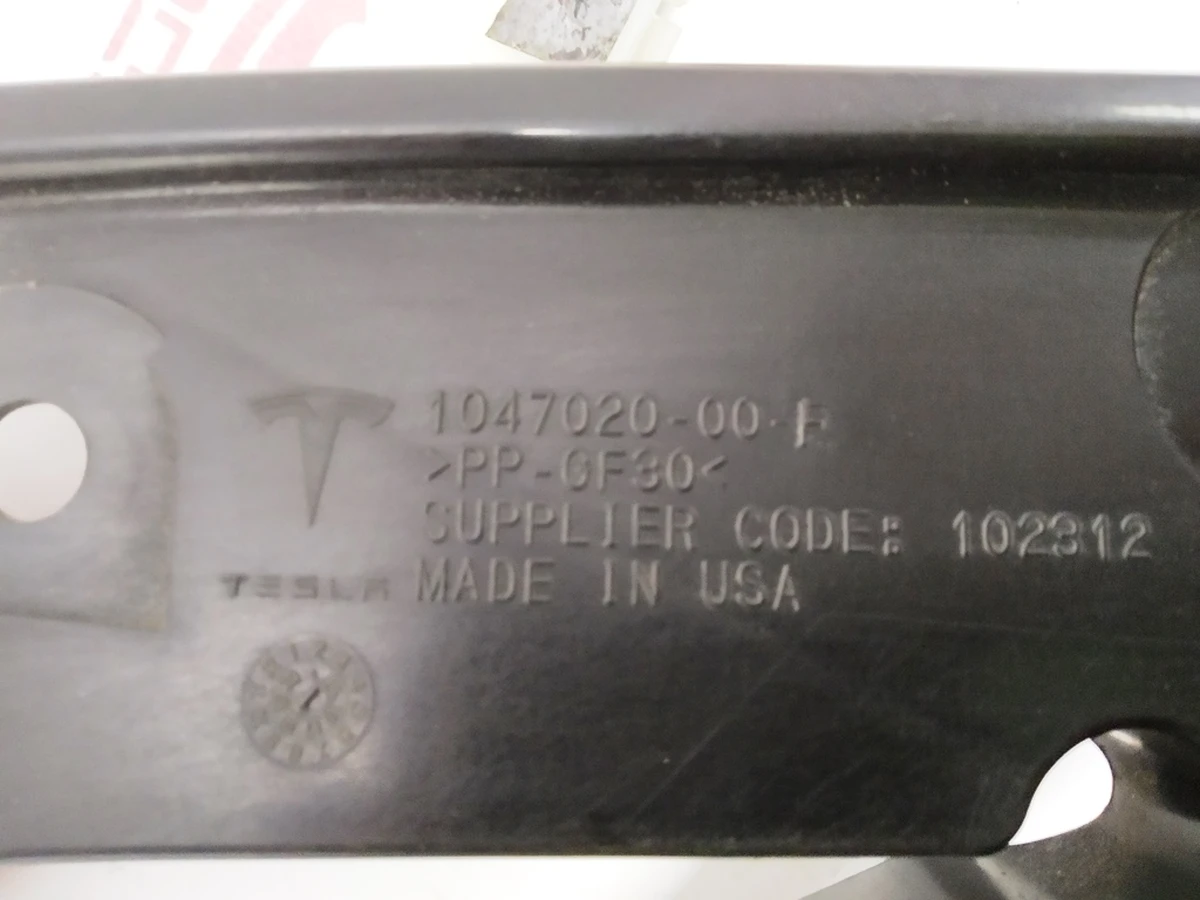 1047020-00-F
>PP-GF30<
SUPPLIER CODE: 102312
TESLA MADE IN USA